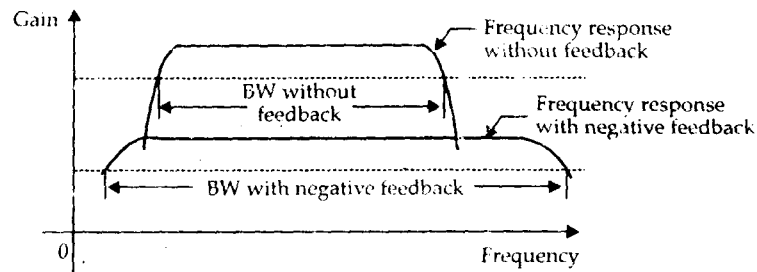 Gain
Frequency response
without feedback
BW without
feedback
Frequency response
with negative feedback
BW with negative feedback
0
Frequency